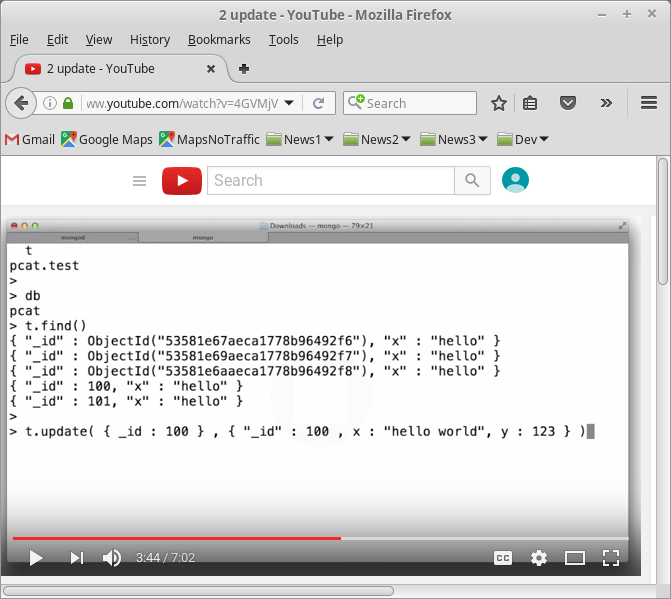 2 update - YouTube - Mozilla Firefox
File Edit View History Bookmarks Tools Help
2 update - YouTube
ww.youtube.com/watch?v=4GVMjV Search
Gmail Google Maps MapsNoTraffic News1 News2 News3 Dev
Search
Downloads — mongo — 79×21
mongod mongo
t
pcat.test
>
> db
pcat
> t.find()
{ "_id" : ObjectId("53581e67aeca1778b96492f6"), "x" : "hello" }
{ "_id" : ObjectId("53581e69aeca1778b96492f7"), "x" : "hello" }
{ "_id" : ObjectId("53581e6aaeca1778b96492f8"), "x" : "hello" }
{ "_id" : 100, "x" : "hello" }
{ "_id" : 101, "x" : "hello" }
>
> t.update( { _id : 100 } , { "_id" : 100 , x : "hello world", y : 123 } )
3:44 / 7:02 CC